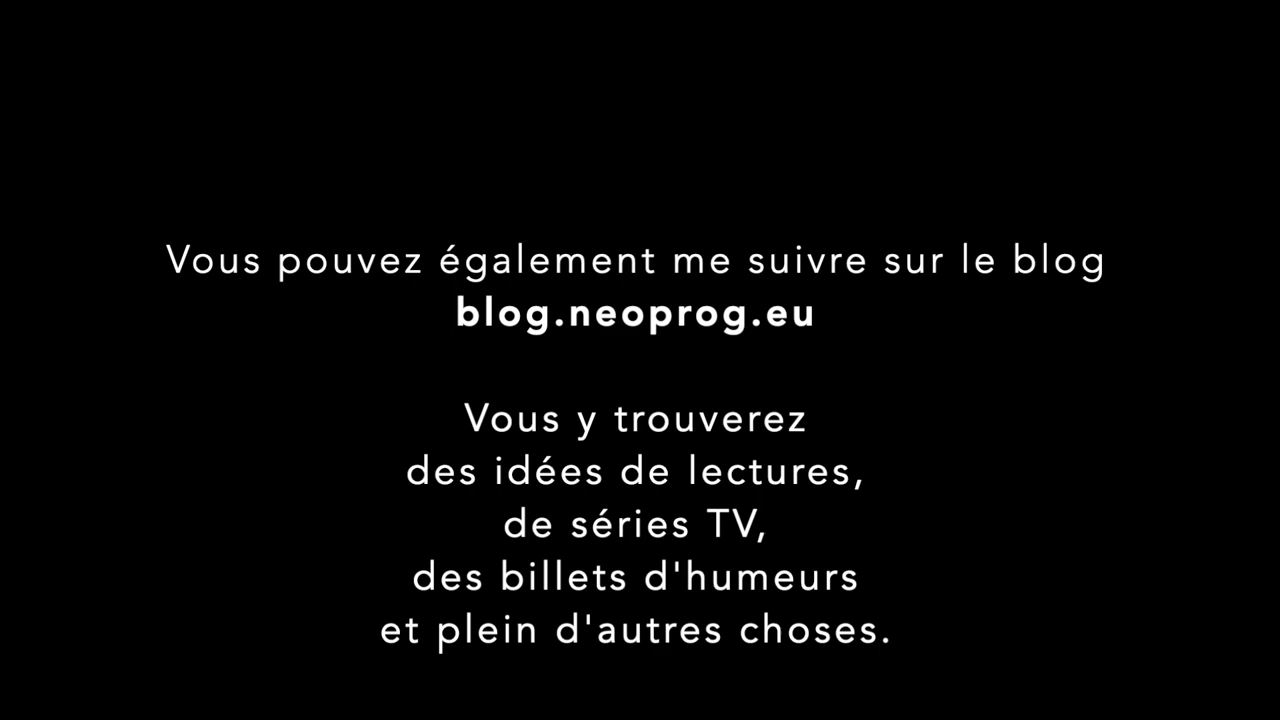 Vous pouvez également me suivre sur le blog
blog.neoprog.eu
Vous y trouverez
des idées de lectures,
de séries TV,
des billets d'humeurs
et plein d'autres choses.